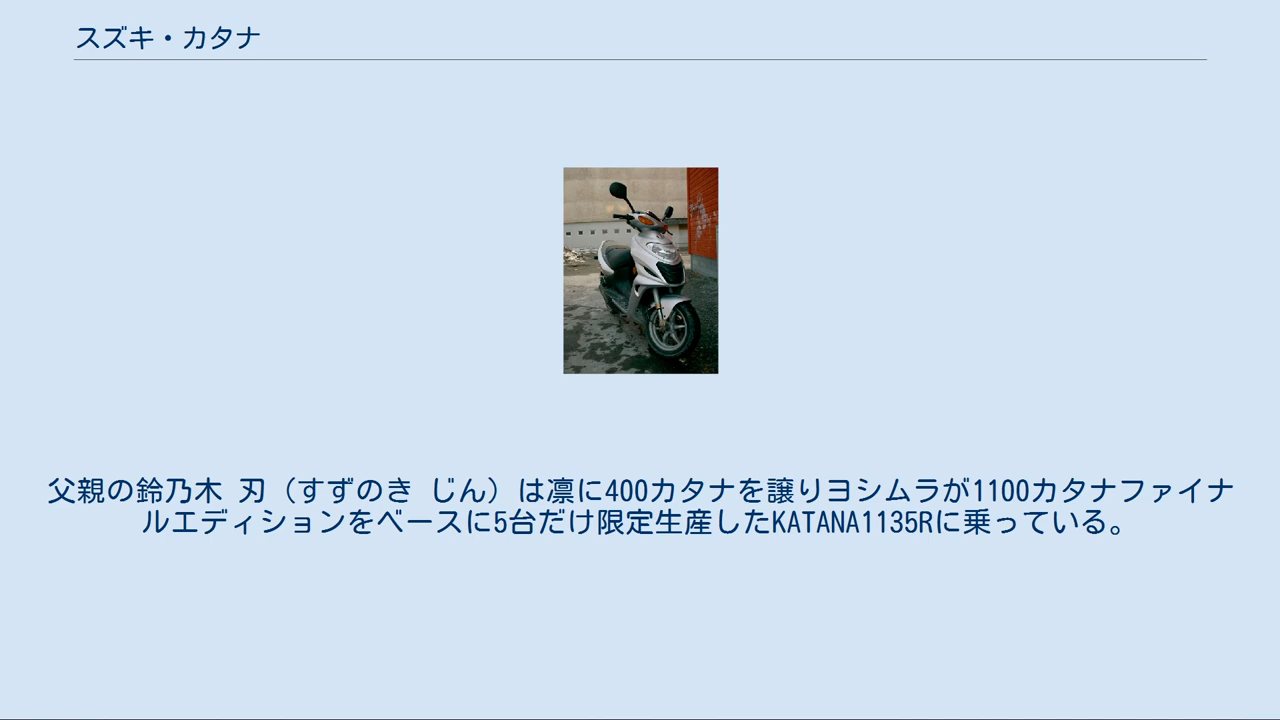 スズキ・カタナ
父親の鈴乃木 刃（すずのき じん）は凛に400カタナを譲りヨシムラが1100カタナファイナ
ルエディションをベースに5台だけ限定生産したKATANA1135Rに乗っている。